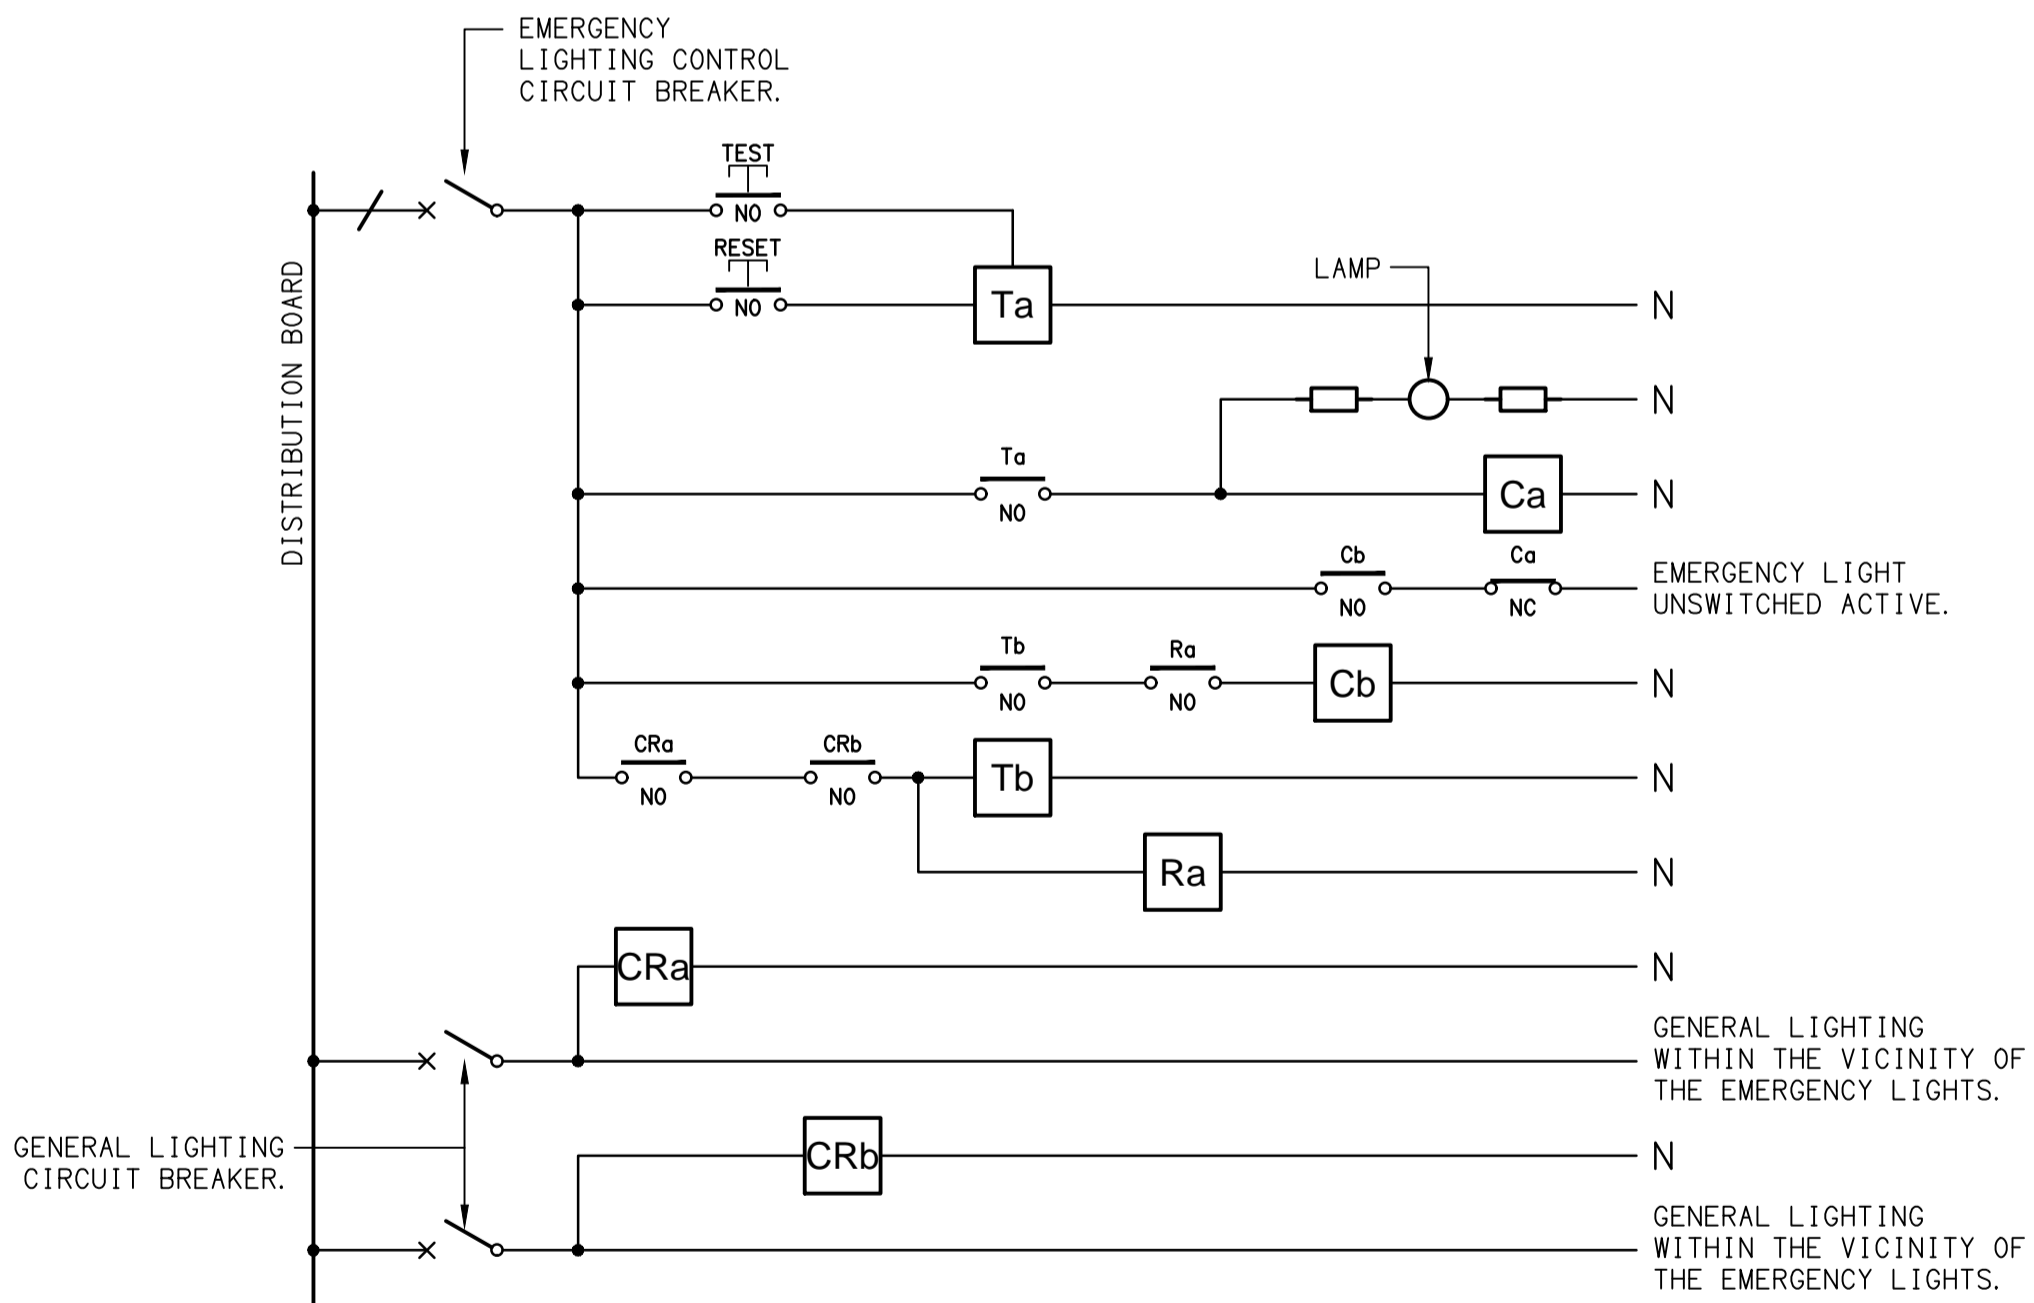 EMERGENCY
LIGHTING CONTROL
CIRCUIT BREAKER.
TEST
NO
RESET
NO
DISTRIBUTION BOARD
Ta
N
LAMP
N
Ta
NO
Ca
N
Cb
NO
Ca
NC
EMERGENCY LIGHT
UNSWITCHED ACTIVE.
Tb
NO
Ra
NO
Cb
N
CRa
NO
CRb
NO
Tb
N
Ra
N
CRa
N
GENERAL LIGHTING
WITHIN THE VICINITY OF
THE EMERGENCY LIGHTS.
GENERAL LIGHTING
CIRCUIT BREAKER.
CRb
N
GENERAL LIGHTING
WITHIN THE VICINITY OF
THE EMERGENCY LIGHTS.